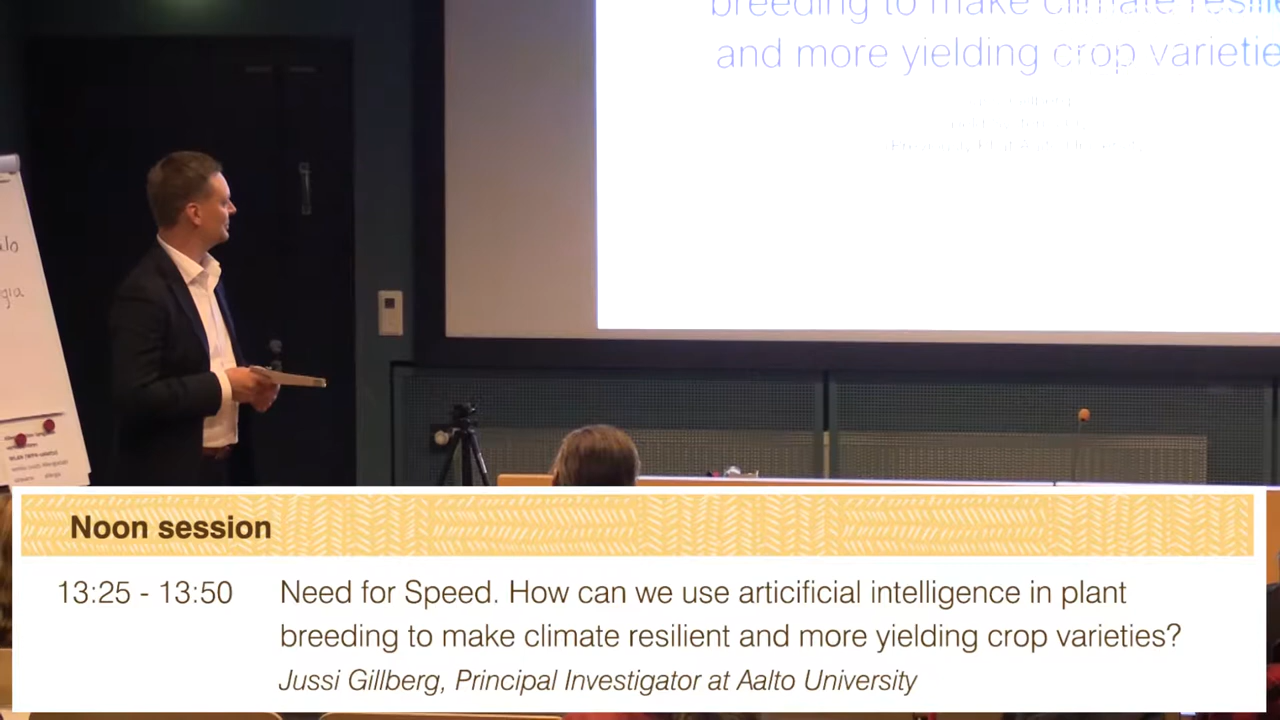 breeding to make climate resilie
and more yielding crop varietie
Noon session
13:25 - 13:50
Need for Speed. How can we use articificial intelligence in plant
breeding to make climate resilient and more yielding crop varieties?
Jussi Gillberg, Principal Investigator at Aalto University